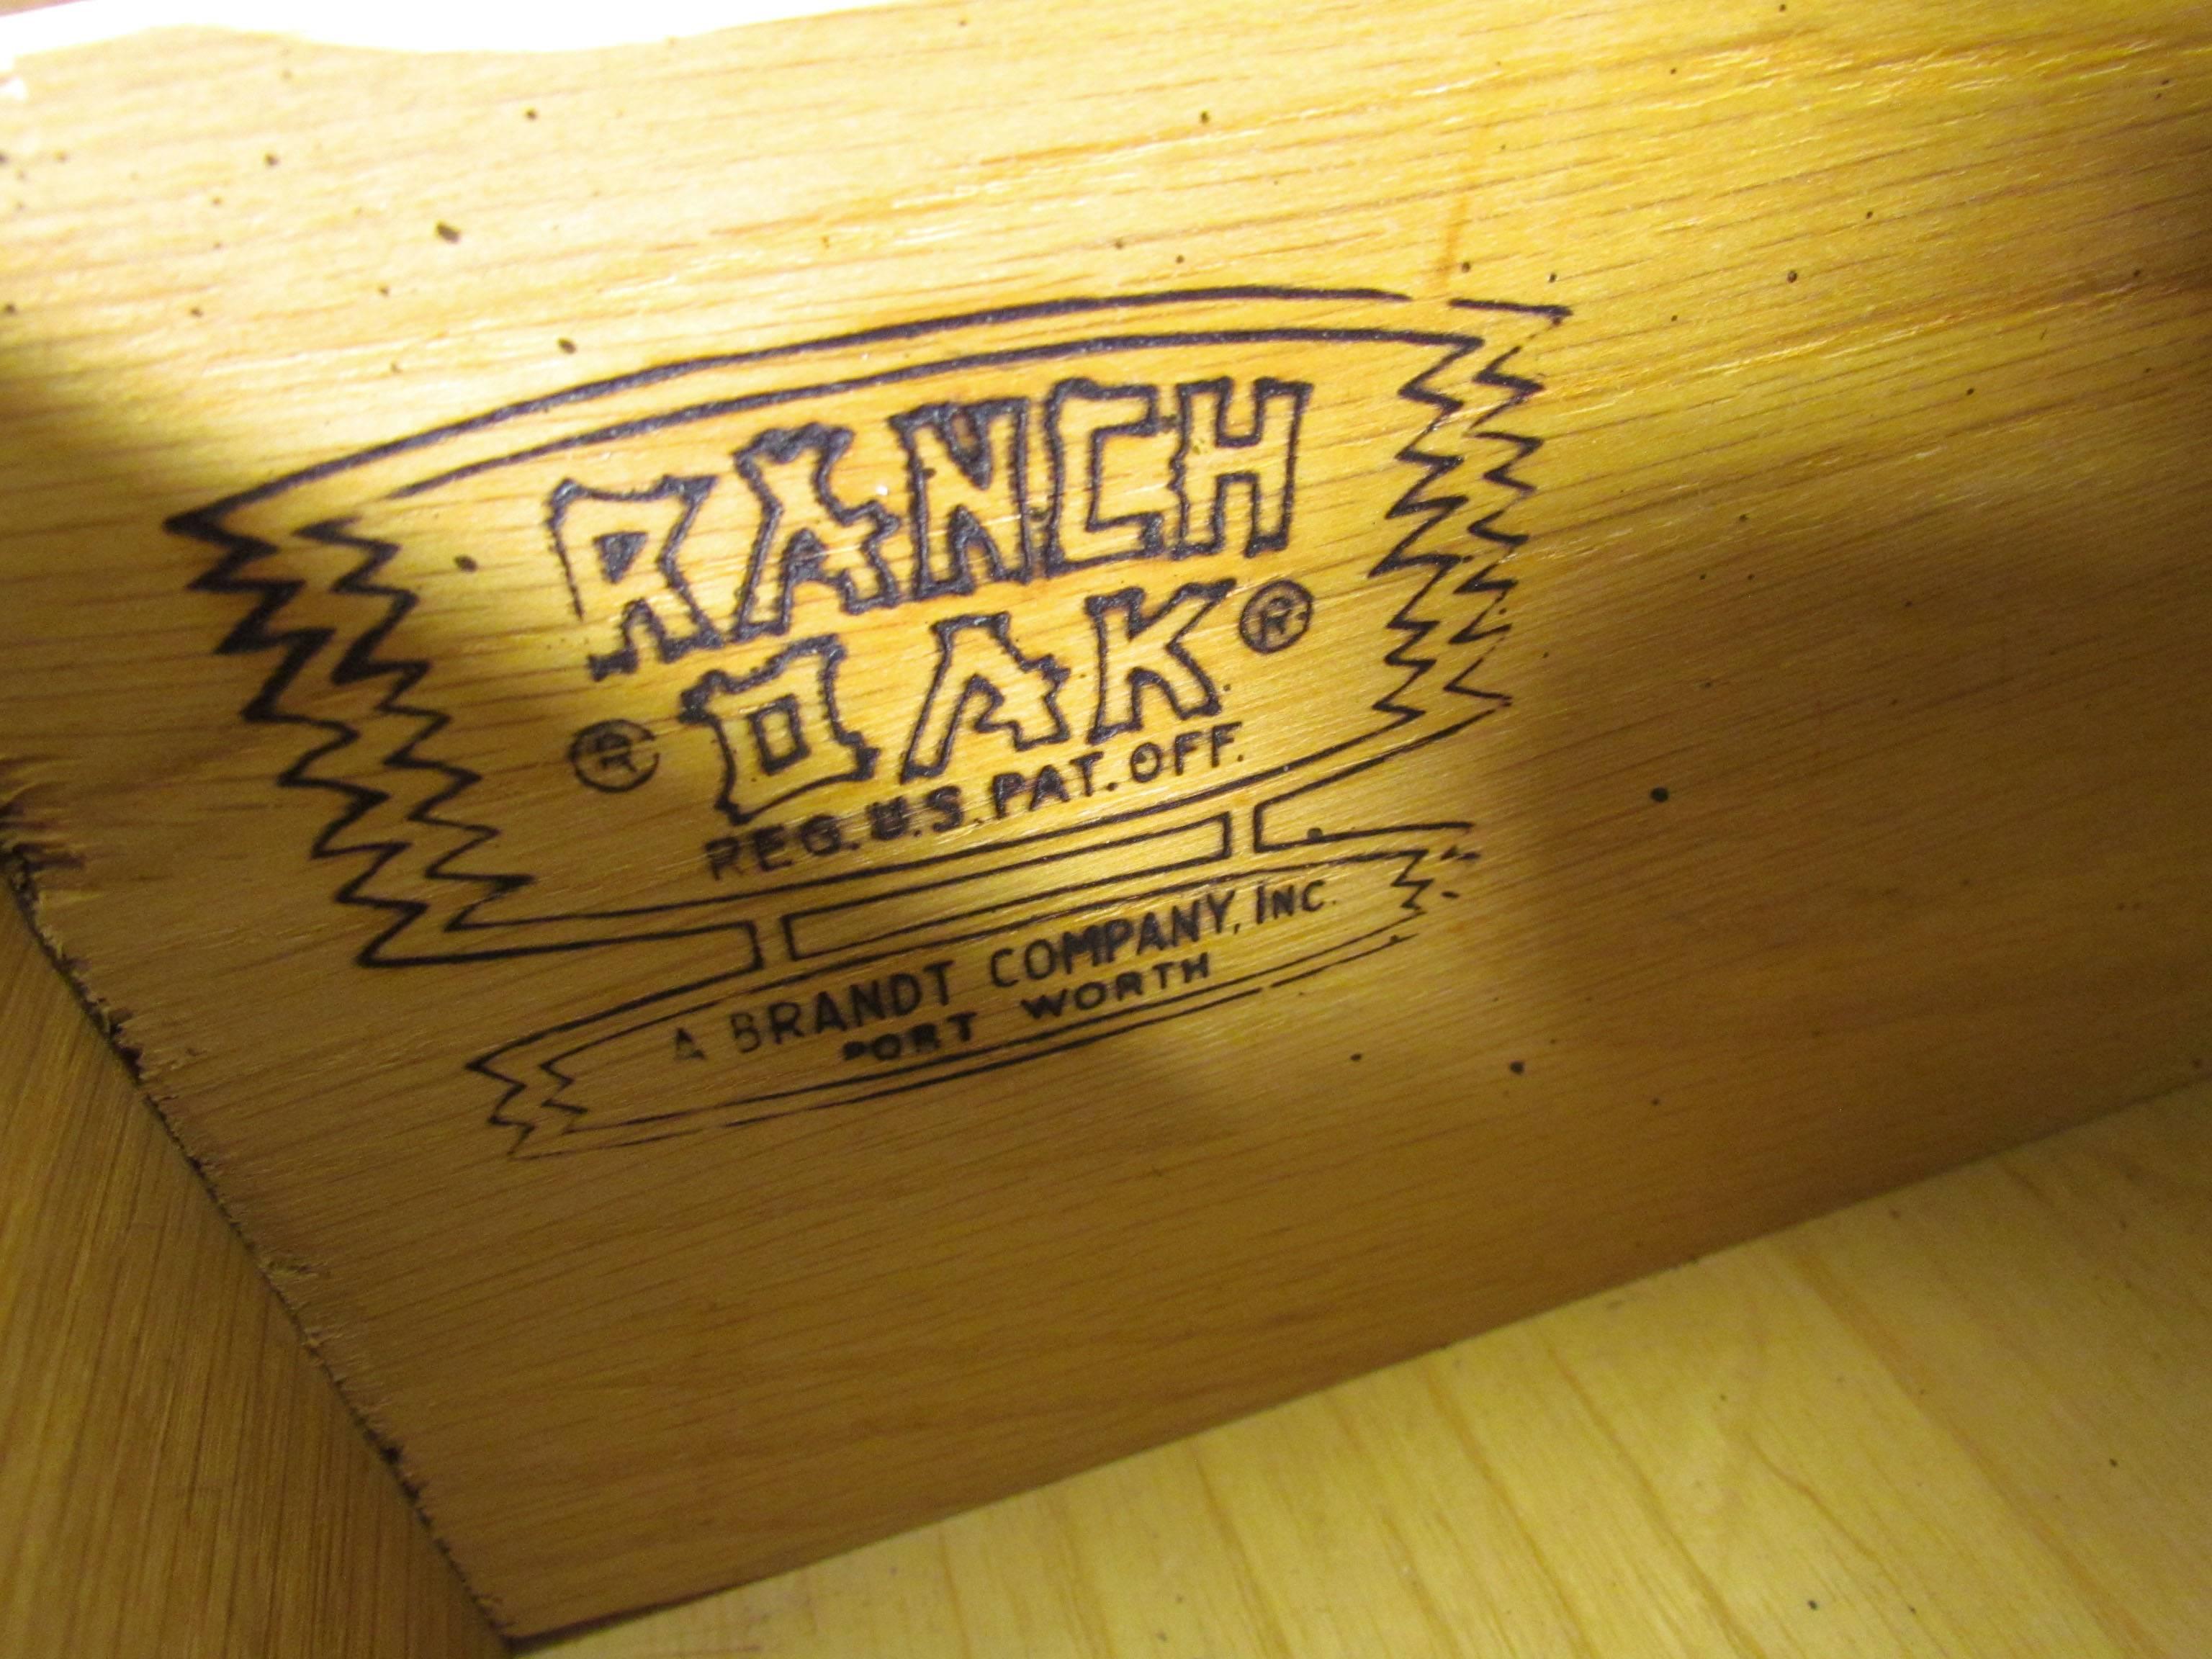 RANCH
® OAK ®
REG. U.S. PAT. OFF.
A BRANDT COMPANY, INC.
FORT WORTH